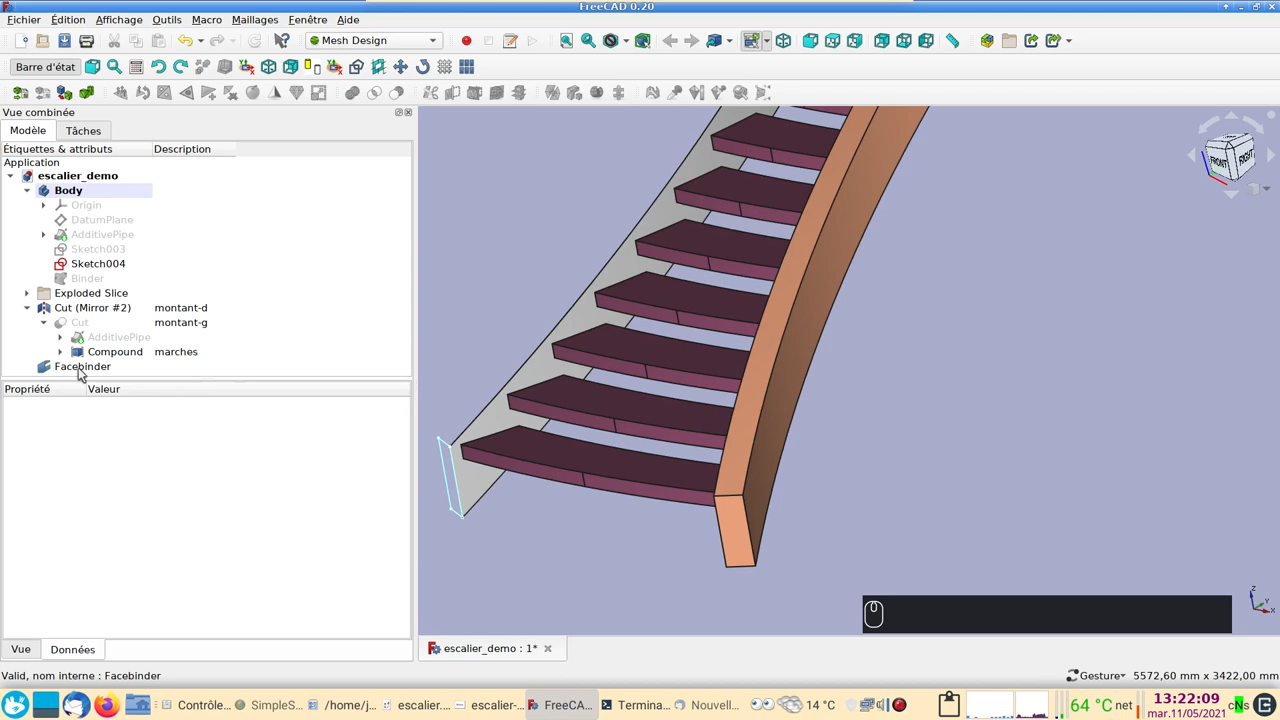 FreeCAD 0.20
Fichier Édition Affichage Outils Macro Maillages Fenêtre Aide
Mesh Design
Barre d'état
Vue combinée
Modèle Tâches
Étiquettes & attributs Description
Application
escalier_demo
Body
Origin
DatumPlane
AdditivePipe
Sketch003
Sketch004
Binder
Exploded Slice
Cut (Mirror #2) montant-d
Cut montant-g
AdditivePipe
Compound marches
Facebinder
Propriété Valeur
FRONT RIGHT
Z
Y
X
Vue Données
escalier_demo : 1*
Valid, nom interne : Facebinder
Gesture 5572,60 mm x 3422,00 mm
Contrôle... SimpleS... /home/j... escalier... escalier-... FreeCA... Termina... Nouvell... 14 °C 64 °C net 13:22:09
mar.11/05/2021
cNs